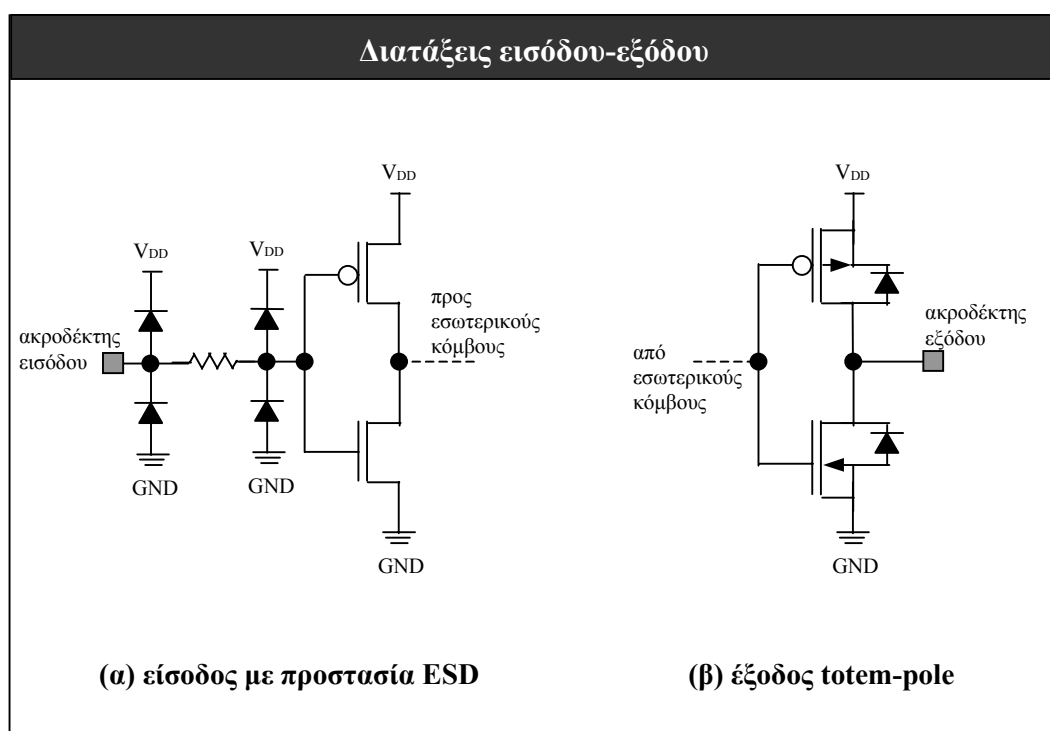 Διατάξεις εισόδου-εξόδου
VDD
VDD
VDD
ακροδέκτης
εισόδου
προς
εσωτερικούς
κόμβους
GND
GND
GND
VDD
από
εσωτερικούς
κόμβους
ακροδέκτης
εξόδου
GND
(α) είσοδος με προστασία ESD
(β) έξοδος totem-pole